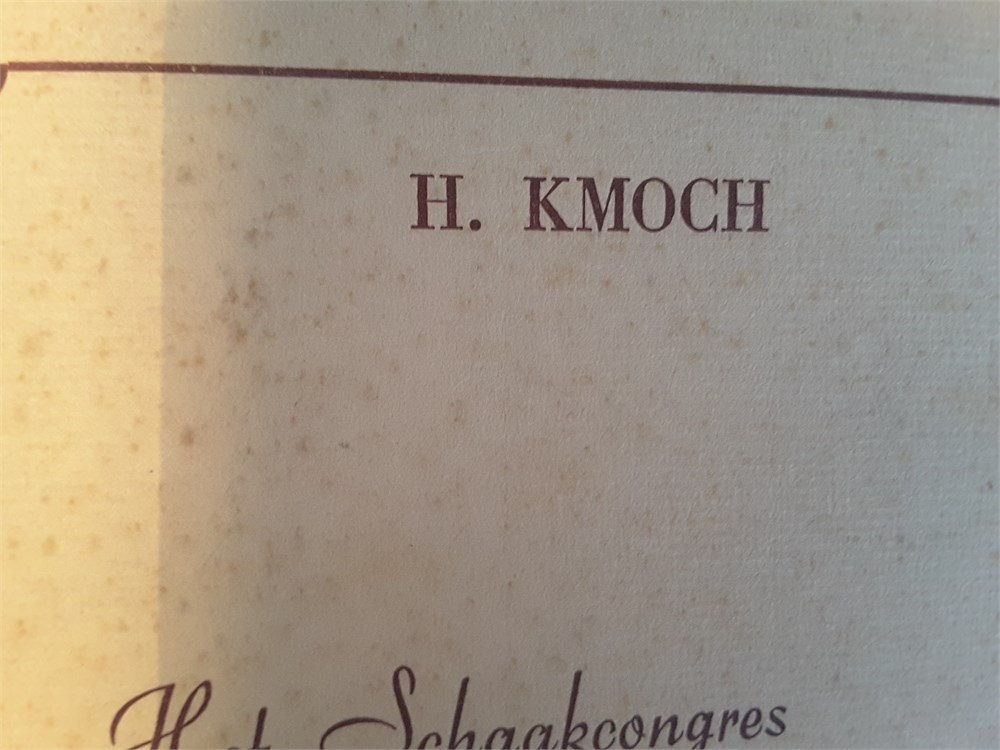 H. KMOCH
Het Schaakcongres